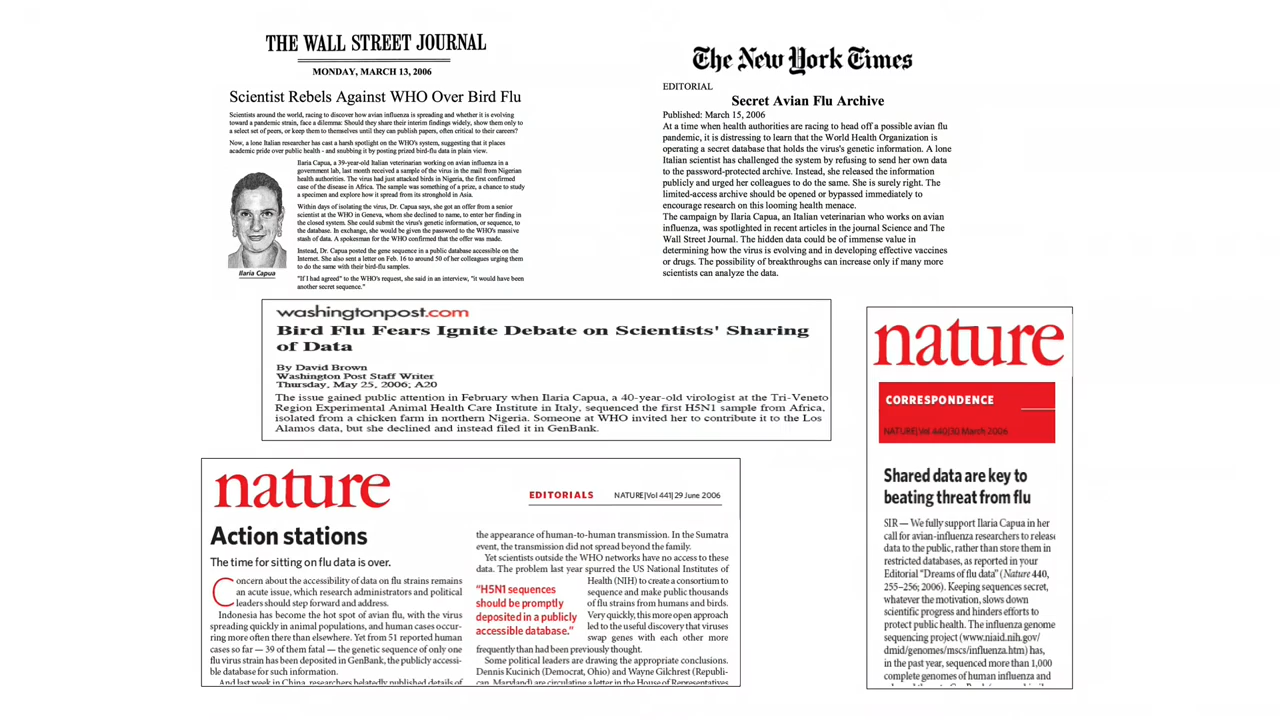 THE WALL STREET JOURNAL
MONDAY, MARCH 13, 2006
Scientist Rebels Against WHO Over Bird Flu
Scientists around the world, racing to discover how avian influenza is spreading and whether it is evolving
toward a pandemic strain, face a dilemma: Should they share their interim findings widely, show them only to
a select set of peers, or keep them to themselves until they can publish papers, often critical to their careers?
Now, a lone Italian researcher has cast a harsh spotlight on the WHO's system, suggesting that it places
academic pride over public health - and snubbing it by posting prized bird-flu data in plain view.
Ilaria Capua, a 39-year-old Italian veterinarian working on avian influenza in a
government lab, last month received a sample of the virus in the mail from Nigerian
health authorities. The virus had just attacked birds in Nigeria, the first confirmed
case of the disease in Africa. The sample was something of a prize, a chance to study
a specimen and explore how it spread from its stronghold in Asia.
Within days of isolating the virus, Dr. Capua says, she got an offer from a senior
scientist at the WHO in Geneva, whom she declined to name, to enter her finding in
the closed system. She could submit the virus's genetic information, or sequence, to
the database. In exchange, she would be given the password to the WHO's massive
stash of data. A spokesman for the WHO confirmed that the offer was made.
Instead, Dr. Capua posted the gene sequence in a public database accessible on the
Internet. She also sent a letter on Feb. 16 to around 50 of her colleagues urging them
to do the same with their bird-flu samples.
"If I had agreed" to the WHO's request, she said in an interview, "it would have been
another secret sequence."
Ilaria Capua
The New York Times
EDITORIAL
Secret Avian Flu Archive
Published: March 15, 2006
At a time when health authorities are racing to head off a possible avian flu
pandemic, it is distressing to learn that the World Health Organization is
operating a secret database that holds the virus's genetic information. A lone
Italian scientist has challenged the system by refusing to send her own data
to the password-protected archive. Instead, she released the information
publicly and urged her colleagues to do the same. She is surely right. The
limited-access archive should be opened or bypassed immediately to
encourage research on this looming health menace.
The campaign by Ilaria Capua, an Italian veterinarian who works on avian
influenza, was spotlighted in recent articles in the journal Science and The
Wall Street Journal. The hidden data could be of immense value in
determining how the virus is evolving and in developing effective vaccines
or drugs. The possibility of breakthroughs can increase only if many more
scientists can analyze the data.
washingtonpost.com
Bird Flu Fears Ignite Debate on Scientists' Sharing
of Data
By David Brown
Washington Post Staff Writer
Thursday, May 25, 2006; A20
The issue gained public attention in February when Ilaria Capua, a 40-year-old virologist at the Tri-Veneto
Region Experimental Animal Health Care Institute in Italy, sequenced the first H5N1 sample from Africa,
isolated from a chicken farm in northern Nigeria. Someone at WHO invited her to contribute it to the Los
Alamos data, but she declined and instead filed it in GenBank.
nature
CORRESPONDENCE
NATURE|Vol 440|30 March 2006
Shared data are key to
beating threat from flu
SIR — We fully support Ilaria Capua in her
call for avian-influenza researchers to release
data to the public, rather than store them in
restricted databases, as reported in your
Editorial "Dreams of flu data" (Nature 440,
255–256; 2006). Keeping sequences secret,
whatever the motivation, slows down
scientific progress and hinders efforts to
protect public health. The influenza genome
sequencing project (www.niaid.nih.gov/
dmid/genomes/mscs/influenza.htm) has,
in the past year, sequenced more than 1,000
complete genomes of human influenza and
nature
EDITORIALS
NATURE|Vol 441|29 June 2006
Action stations
The time for sitting on flu data is over.
Concern about the accessibility of data on flu strains remains
an acute issue, which research administrators and political
leaders should step forward and address.
Indonesia has become the hot spot of avian flu, with the virus
spreading quickly in animal populations, and human cases occur-
ring more often there than elsewhere. Yet from 51 reported human
cases so far — 39 of them fatal — the genetic sequence of only one
flu virus strain has been deposited in GenBank, the publicly accessi-
ble database for such information.
And last week in China, researchers belatedly published details of
the appearance of human-to-human transmission. In the Sumatra
event, the transmission did not spread beyond the family.
Yet scientists outside the WHO networks have no access to these
data. The problem last year spurred the US National Institutes of
Health (NIH) to create a consortium to
sequence and make public thousands
of flu strains from humans and birds.
Very quickly, this more open approach
led to the useful discovery that viruses
swap genes with each other more
frequently than had been previously thought.
"H5N1 sequences
should be promptly
deposited in a publicly
accessible database."
Some political leaders are drawing the appropriate conclusions.
Dennis Kucinich (Democrat, Ohio) and Wayne Gilchrest (Republi-
can, Maryland) are circulating a letter in the House of Representatives